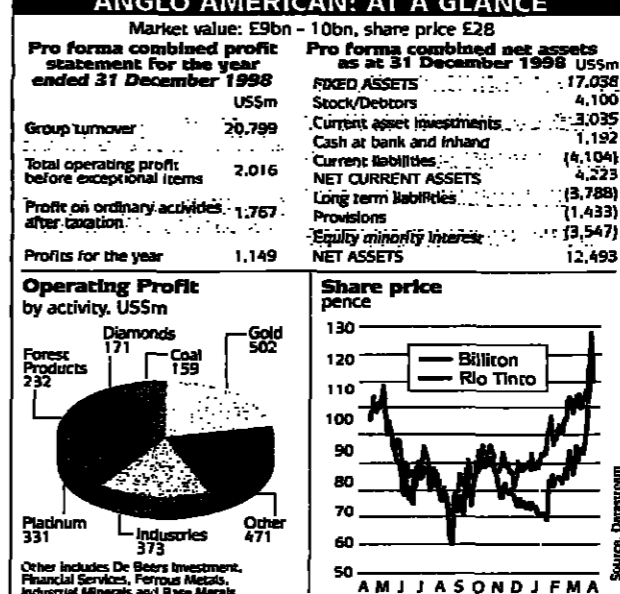 ANGLO AMERICAN: AT A GLANCE
Market value: £9bn – 10bn, share price £28
Pro forma combined profit
statement for the year
ended 31 December 1998
US$m
Group turnover 20,799
Total operating profit
before exceptional items 2,016
Profit on ordinary activities 1,767
after taxation
Profits for the year 1,149
Pro forma combined net assets
as at 31 December 1998 US$m
FIXED ASSETS 17,038
Stock/Debtors 4,100
Current asset investments 3,035
Cash at bank and inhand 1,192
Current liabilities (4,104)
NET CURRENT ASSETS 4,223
Long term liabilities (3,788)
Provisions (1,433)
Equity minority interest (3,547)
NET ASSETS 12,493
Operating Profit
by activity, US$m
Diamonds
171
Gold
502
Coal
159
Forest
Products
232
Platinum
331
Industries
373
Other
471
Other includes De Beers Investment,
Financial Services, Ferrous Metals,
Industrial Minerals and Base Metals
Share price
pence
130
120
110
100
90
80
70
60
50
Billiton
Rio Tinto
A M J J A S O N D J F M A
Source: Datastream